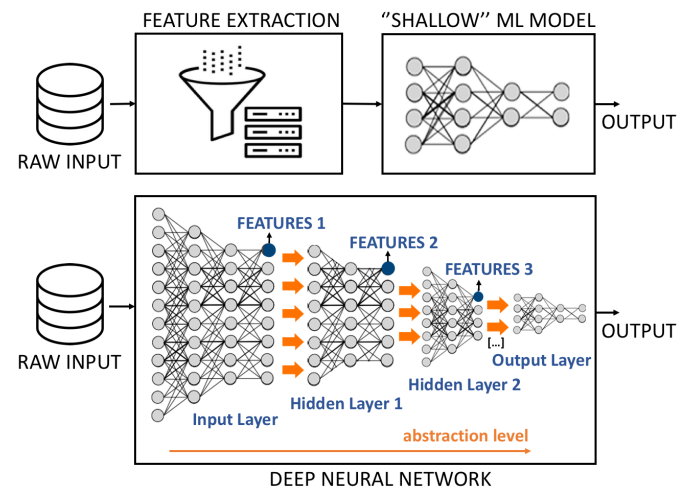 FEATURE EXTRACTION
‘‘SHALLOW’’ ML MODEL
RAW INPUT
OUTPUT
FEATURES 1
FEATURES 2
FEATURES 3
RAW INPUT
OUTPUT
[...]
Output Layer
Hidden Layer 2
Hidden Layer 1
Input Layer
abstraction level
DEEP NEURAL NETWORK